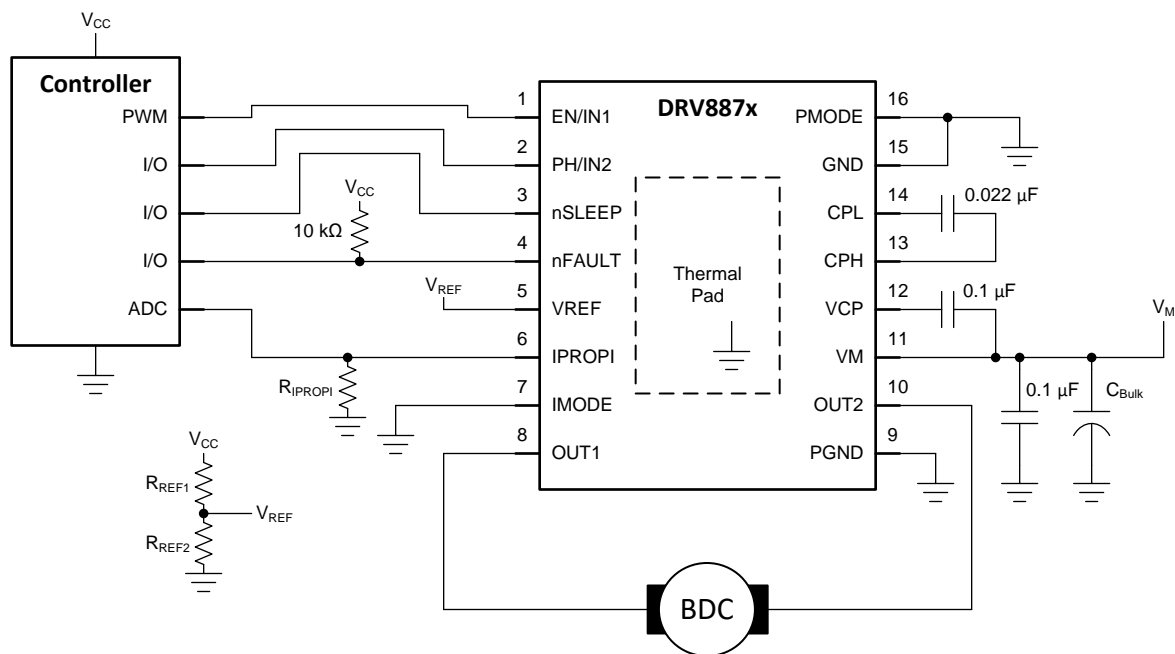 VCC
Controller
PWM
I/O
I/O
I/O
ADC
VCC
10 kΩ
VREF
RIPROPI
VCC
RREF1
VREF
RREF2
DRV887x
1 EN/IN1
2 PH/IN2
3 nSLEEP
4 nFAULT
5 VREF
6 IPROPI
7 IMODE
8 OUT1
Thermal
Pad
PMODE 16
GND 15
CPL 14
CPH 13
VCP 12
VM 11
OUT2 10
PGND 9
0.022 µF
0.1 µF
VM
0.1 µF
CBulk
BDC